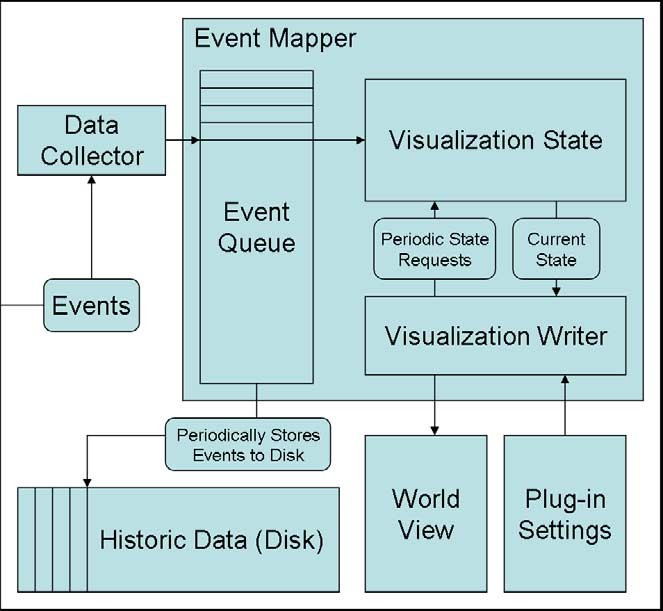 Event Mapper
Data
Collector
Visualization State
Event
Queue
Periodic State
Requests
Current
State
Events
Visualization Writer
Periodically Stores
Events to Disk
World
View
Plug-in
Settings
Historic Data (Disk)